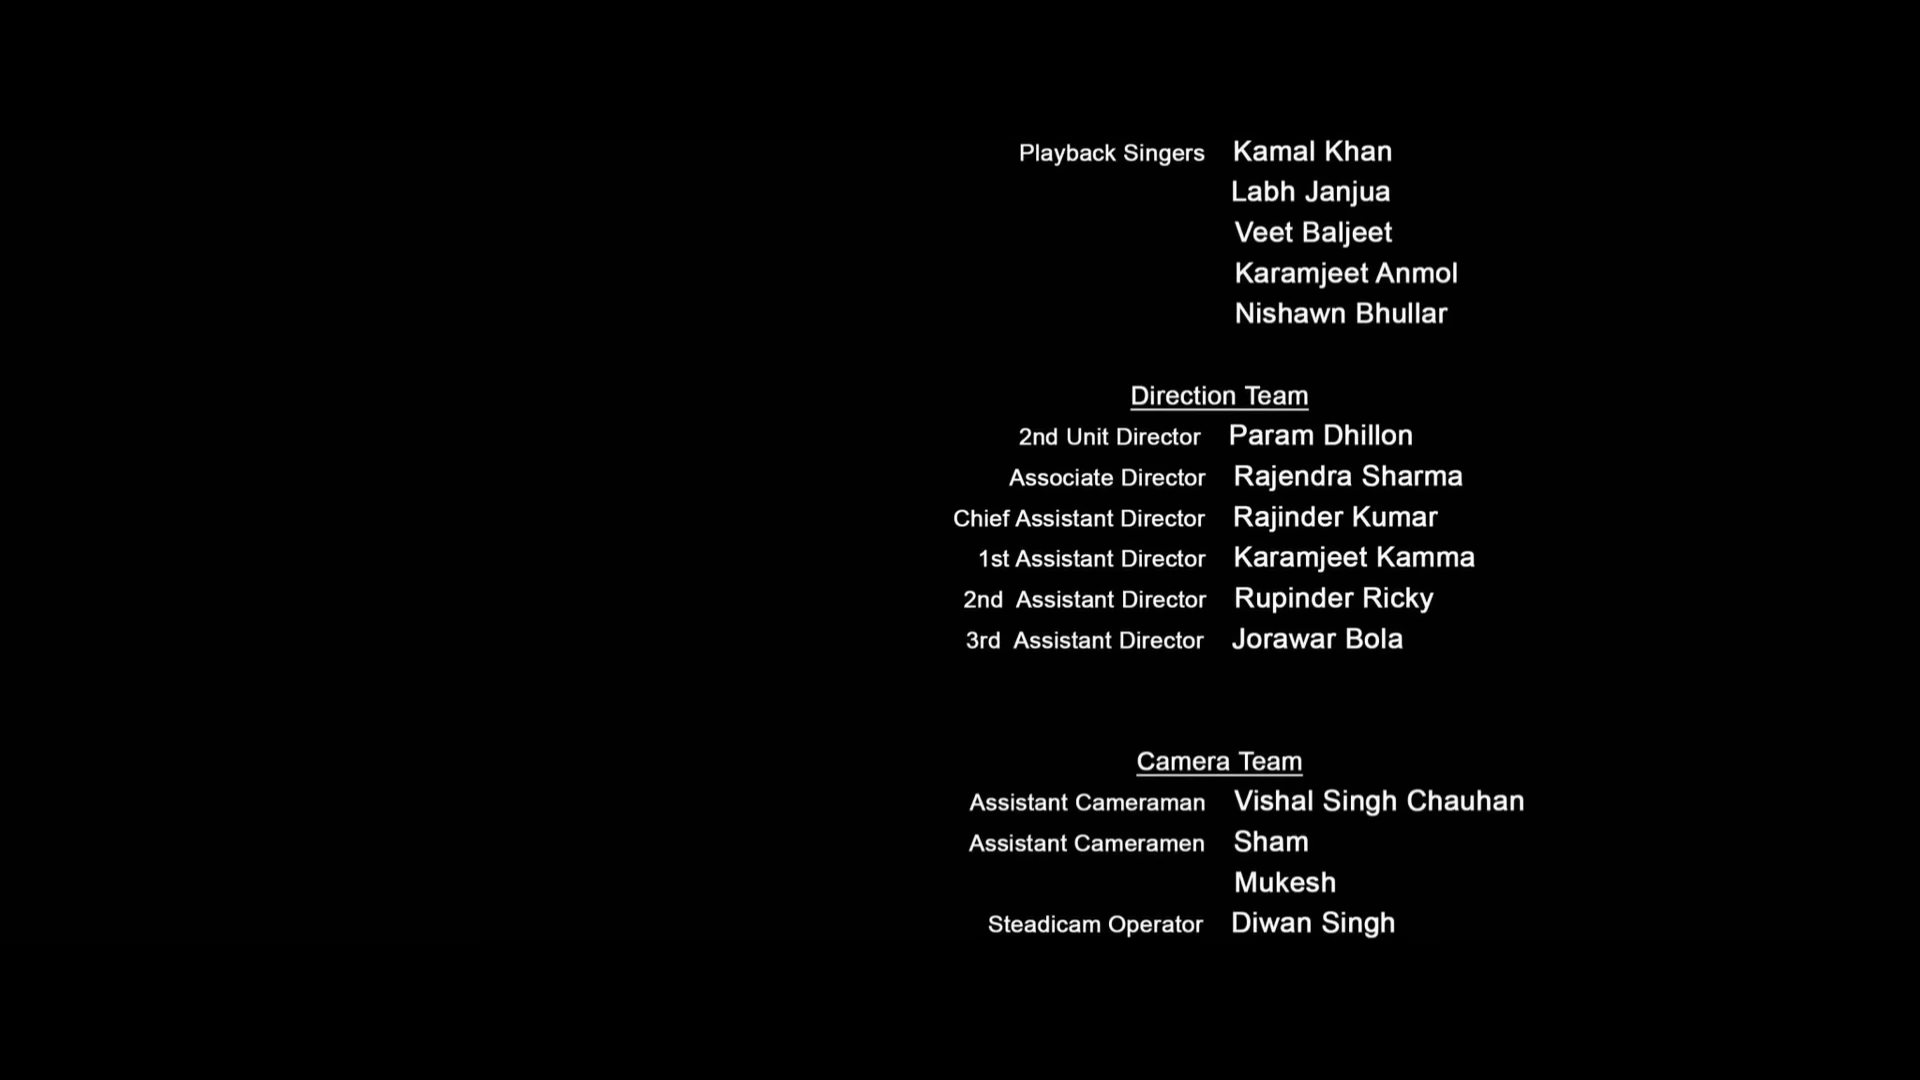 Playback Singers Kamal Khan
Labh Janjua
Veet Baljeet
Karamjeet Anmol
Nishawn Bhullar
Direction Team
2nd Unit Director Param Dhillon
Associate Director Rajendra Sharma
Chief Assistant Director Rajinder Kumar
1st Assistant Director Karamjeet Kamma
2nd Assistant Director Rupinder Ricky
3rd Assistant Director Jorawar Bola
Camera Team
Assistant Cameraman Vishal Singh Chauhan
Assistant Cameramen Sham
Mukesh
Steadicam Operator Diwan Singh